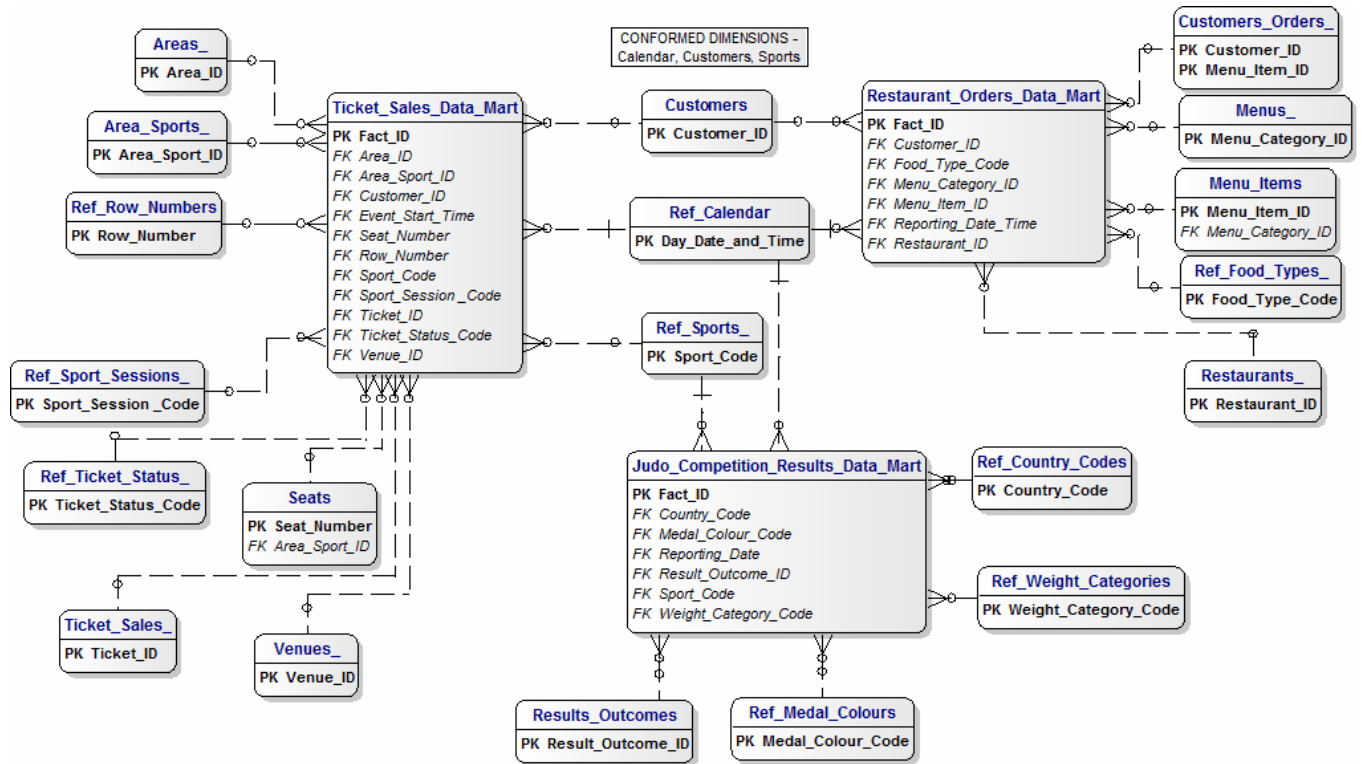 CONFORMED DIMENSIONS -
Calendar, Customers, Sports
Areas_
PK Area_ID
Area_Sports_
PK Area_Sport_ID
Ref_Row_Numbers
PK Row_Number
Ref_Sport_Sessions_
PK Sport_Session _Code
Ref_Ticket_Status_
PK Ticket_Status_Code
Seats
PK Seat_Number
FK Area_Sport_ID
Ticket_Sales_
PK Ticket_ID
Venues_
PK Venue_ID
Ticket_Sales_Data_Mart
PK Fact_ID
FK Area_ID
FK Area_Sport_ID
FK Customer_ID
FK Event_Start_Time
FK Seat_Number
FK Row_Number
FK Sport_Code
FK Sport_Session _Code
FK Ticket_ID
FK Ticket_Status_Code
FK Venue_ID
Customers
PK Customer_ID
Ref_Calendar
PK Day_Date_and_Time
Ref_Sports_
PK Sport_Code
Restaurant_Orders_Data_Mart
PK Fact_ID
FK Customer_ID
FK Food_Type_Code
FK Menu_Category_ID
FK Menu_Item_ID
FK Reporting_Date_Time
FK Restaurant_ID
Customers_Orders_
PK Customer_ID
PK Menu_Item_ID
Menus_
PK Menu_Category_ID
Menu_Items
PK Menu_Item_ID
FK Menu_Category_ID
Ref_Food_Types_
PK Food_Type_Code
Restaurants_
PK Restaurant_ID
Judo_Competition_Results_Data_Mart
PK Fact_ID
FK Country_Code
FK Medal_Colour_Code
FK Reporting_Date
FK Result_Outcome_ID
FK Sport_Code
FK Weight_Category_Code
Ref_Country_Codes
PK Country_Code
Ref_Weight_Categories
PK Weight_Category_Code
Results_Outcomes
PK Result_Outcome_ID
Ref_Medal_Colours
PK Medal_Colour_Code